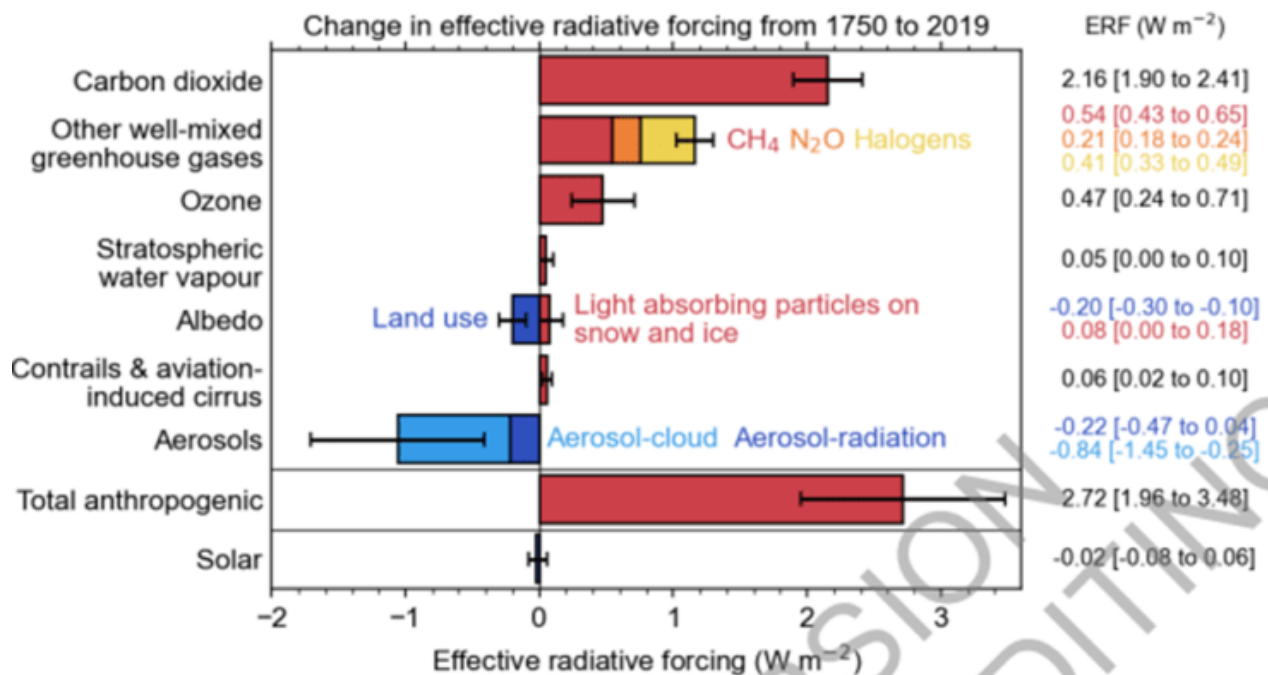 Change in effective radiative forcing from 1750 to 2019
ERF (W m⁻²)
Carbon dioxide
2.16 [1.90 to 2.41]
Other well-mixed
greenhouse gases
CH₄ N₂O Halogens
0.54 [0.43 to 0.65]
0.21 [0.18 to 0.24]
0.41 [0.33 to 0.49]
Ozone
0.47 [0.24 to 0.71]
Stratospheric
water vapour
0.05 [0.00 to 0.10]
Albedo
Land use
Light absorbing particles on
snow and ice
-0.20 [-0.30 to -0.10]
0.08 [0.00 to 0.18]
Contrails & aviation-
induced cirrus
0.06 [0.02 to 0.10]
Aerosols
Aerosol-cloud Aerosol-radiation
-0.22 [-0.47 to 0.04]
-0.84 [-1.45 to -0.25]
Total anthropogenic
2.72 [1.96 to 3.48]
Solar
-0.02 [-0.08 to 0.06]
−2 −1 0 1 2 3
Effective radiative forcing (W m⁻²)